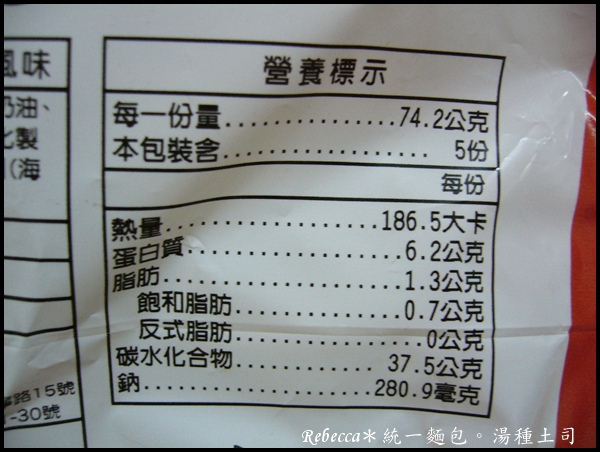 風味
奶油、
化製
(海
路15號
-30號
營養標示
每一份量....................74.2公克
本包裝含.................... 5份
每份
熱量....................186.5大卡
蛋白質....................6.2公克
脂肪....................1.3公克
飽和脂肪....................0.7公克
反式脂肪....................0公克
碳水化合物....................37.5公克
鈉....................280.9毫克
Rebecca*統一麵包。湯種土司